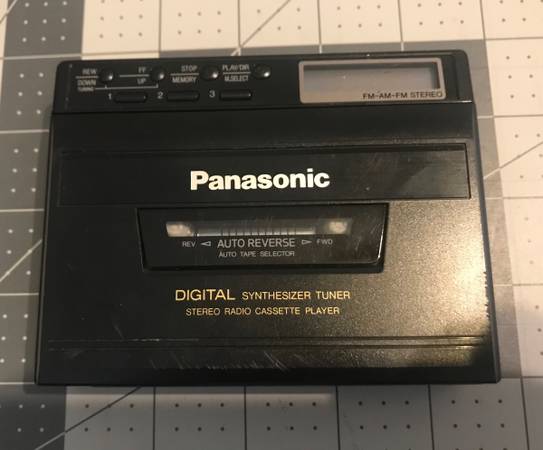 REW FF STOP PLAY/DIR
DOWN UP MEMORY M.SELECT
TUNING 1 2 3
FM-AM-FM STEREO
Panasonic
REV ◅ AUTO REVERSE ▻ FWD
AUTO TAPE SELECTOR
DIGITAL SYNTHESIZER TUNER
STEREO RADIO CASSETTE PLAYER